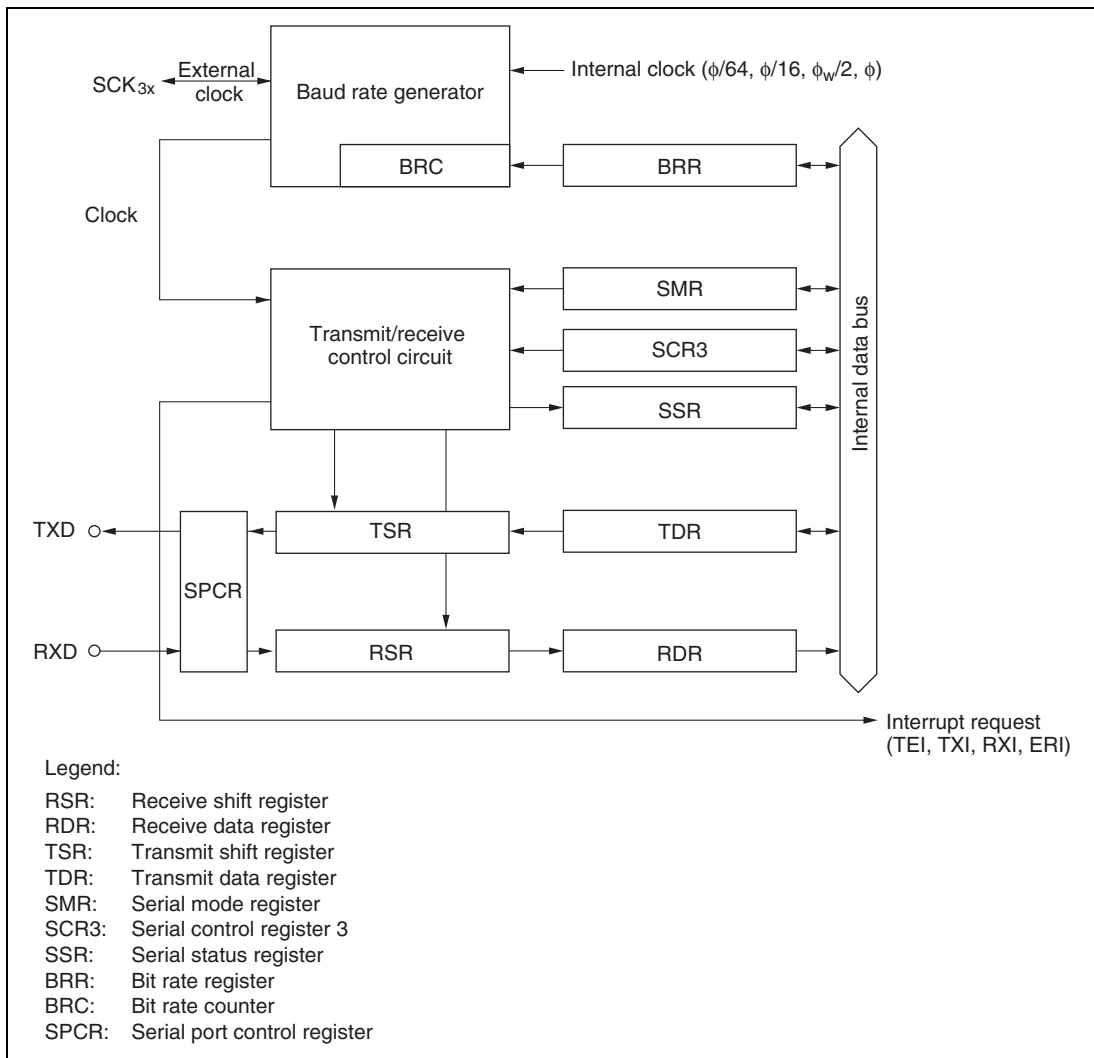 SCK3x
External
clock
Baud rate generator
Internal clock (ϕ/64, ϕ/16, ϕw/2, ϕ)
BRC
BRR
Clock
Transmit/receive
control circuit
SMR
SCR3
SSR
Internal data bus
TXD
SPCR
TSR
TDR
RXD
RSR
RDR
Interrupt request
(TEI, TXI, RXI, ERI)
Legend:
RSR: Receive shift register
RDR: Receive data register
TSR: Transmit shift register
TDR: Transmit data register
SMR: Serial mode register
SCR3: Serial control register 3
SSR: Serial status register
BRR: Bit rate register
BRC: Bit rate counter
SPCR: Serial port control register